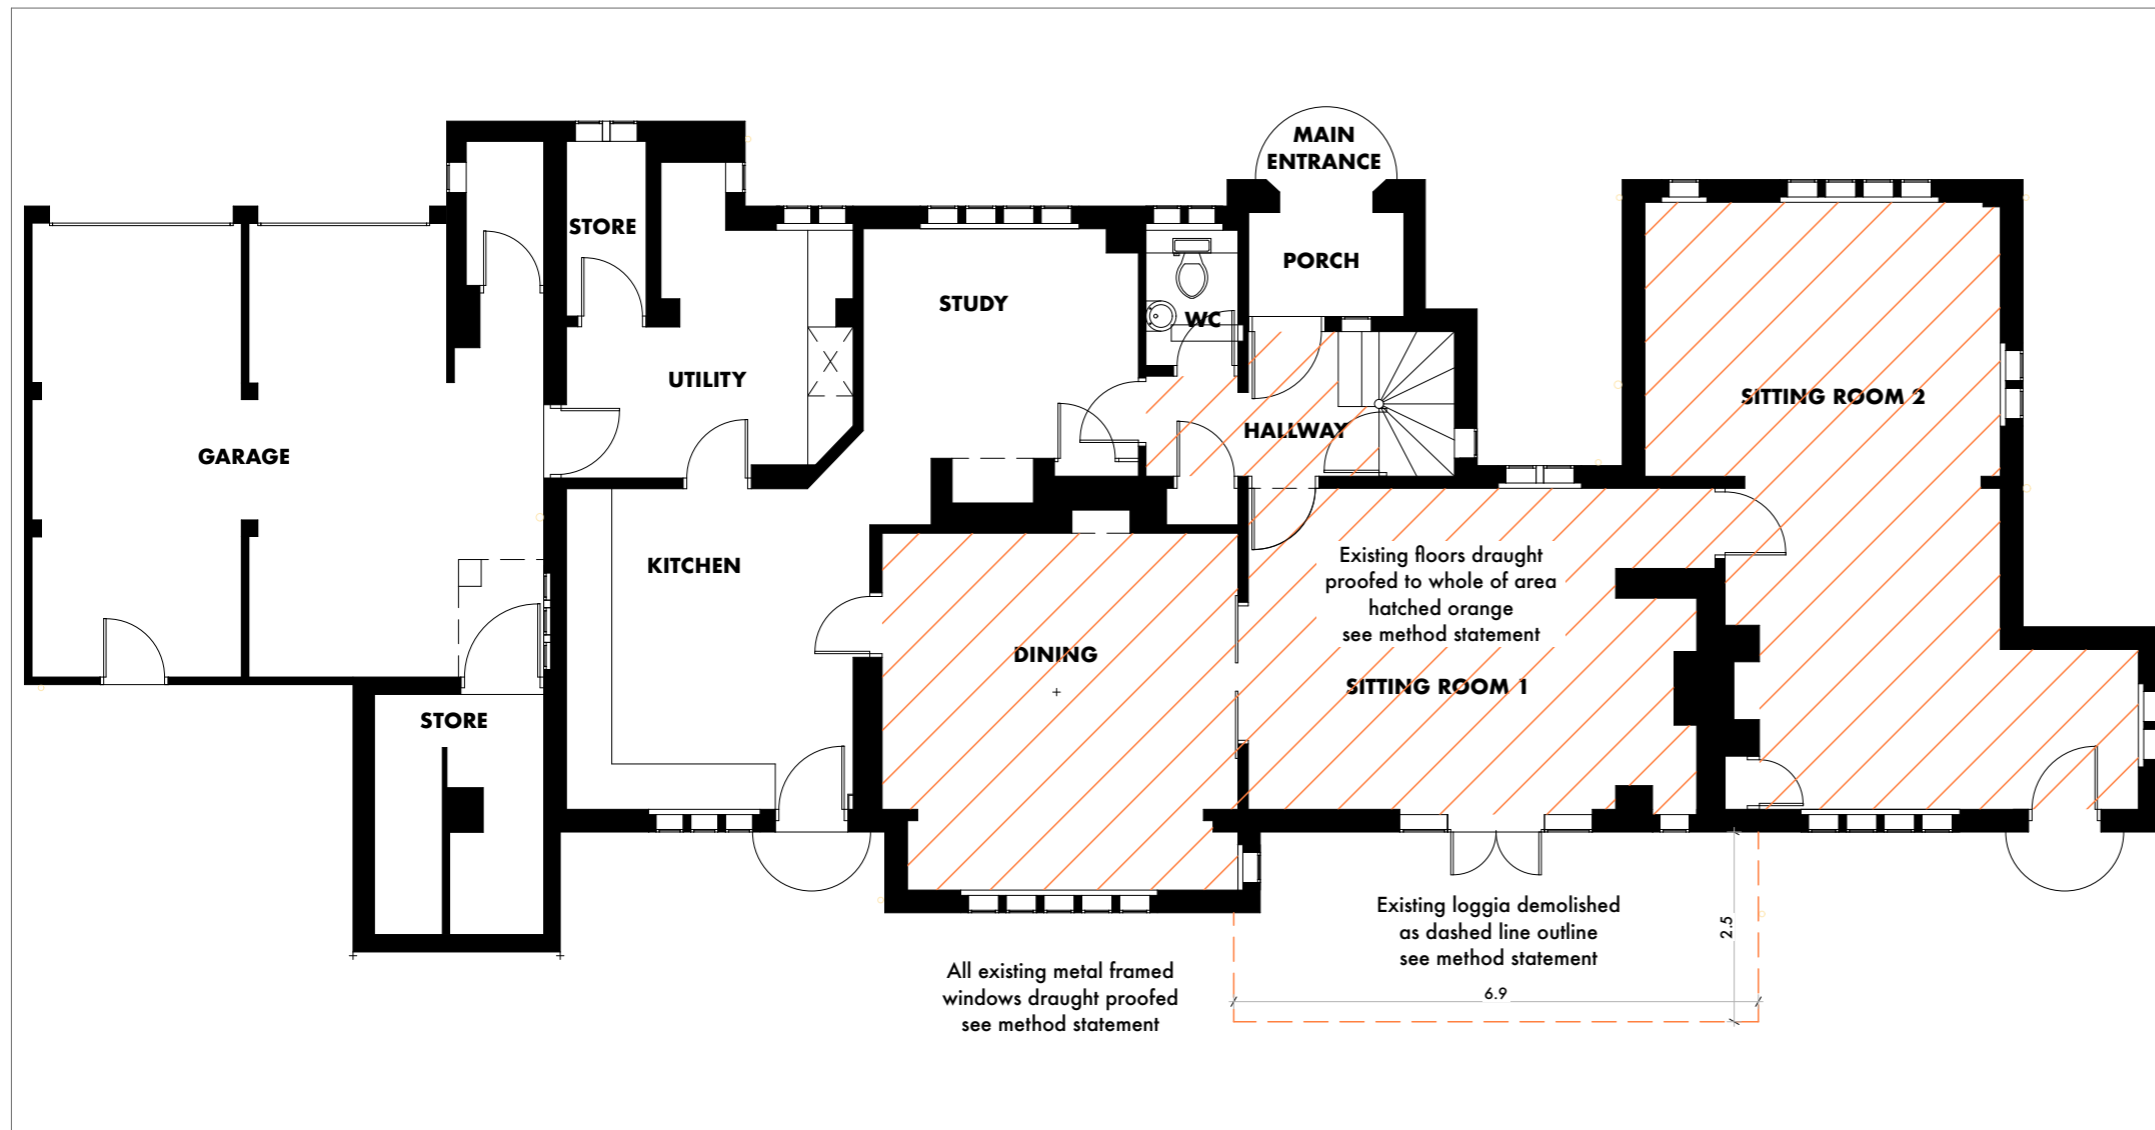 MAIN
ENTRANCE
STORE
PORCH
STUDY
WC
UTILITY
SITTING ROOM 2
HALLWAY
GARAGE
KITCHEN
Existing floors draught
proofed to whole of area
hatched orange
see method statement
DINING
SITTING ROOM 1
STORE
Existing loggia demolished
as dashed line outline
see method statement
2.5
All existing metal framed
windows draught proofed
see method statement
6.9